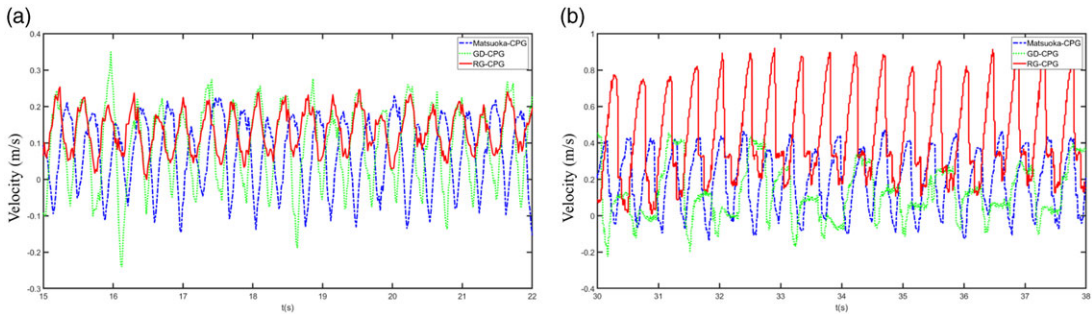 (a)
0.4
0.3
0.2
0.1
0
-0.1
-0.2
-0.3
Velocity (m/s)
15 16 17 18 19 20 21 22
t(s)
Matsuoka-CPG
GD-CPG
RG-CPG
(b)
1
0.8
0.6
0.4
0.2
0
-0.4
Velocity (m/s)
30 31 32 33 34 35 36 37 38
t(s)
Matsuoka-CPG
GD-CPG
RG-CPG